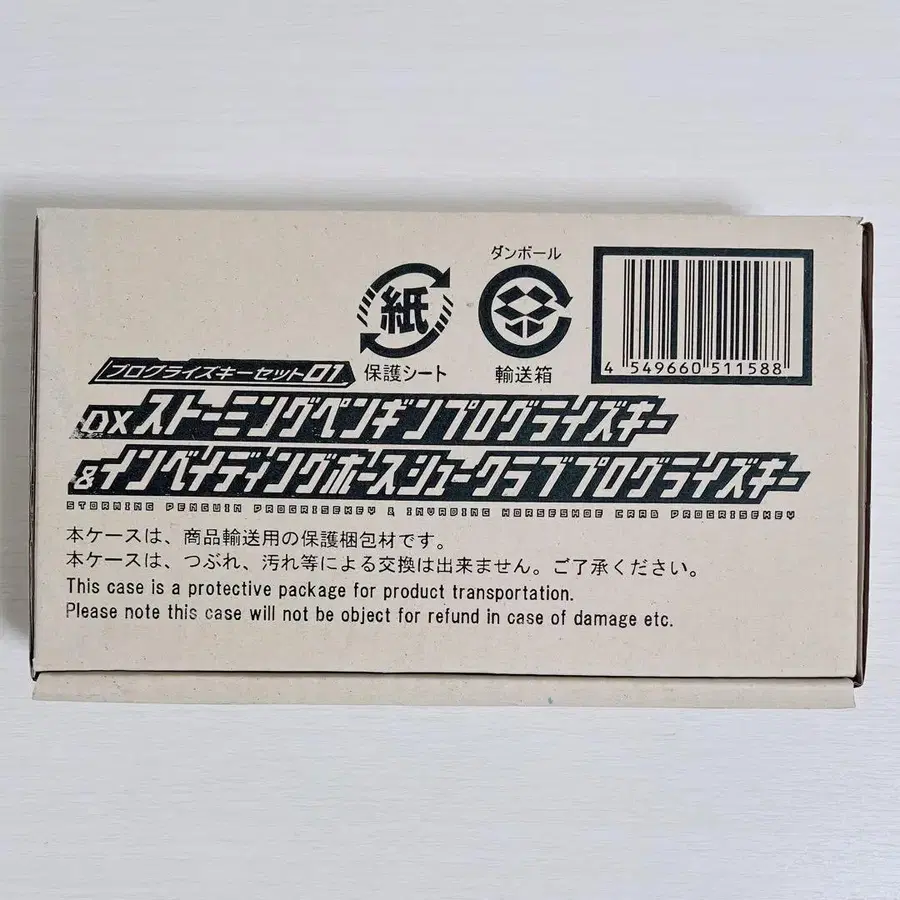 ダンボール
紙
保護シート
輸送箱
4 549660 511588
プログライズキーセット01
DX ストーミングペンギンプログライズキー
&インベイディングホースシュークラブプログライズキー
STORMING PENGUIN PROGRISEKEY & INVADING HORSESHOE CRAB PROGRISEKEY
本ケースは、商品輸送用の保護梱包材です。
本ケースは、つぶれ、汚れ等による交換は出来ません。ご了承ください。
This case is a protective package for product transportation.
Please note this case will not be object for refund in case of damage etc.